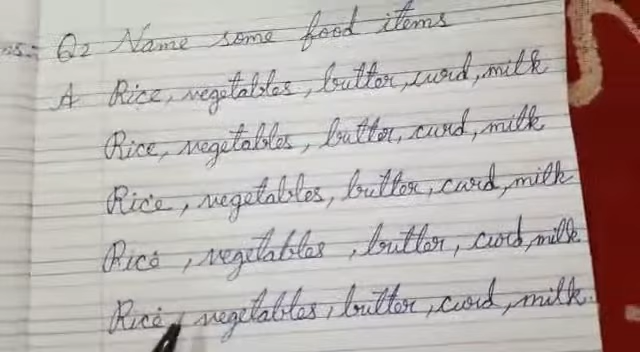 Q2 Name some food items
A Rice, vegetables, butter, curd, milk
Rice, vegetables, butter, curd, milk
Rice, vegetables, butter, curd, milk
Rice, vegetables, butter, curd, milk
Rice, vegetables, butter, curd, milk.